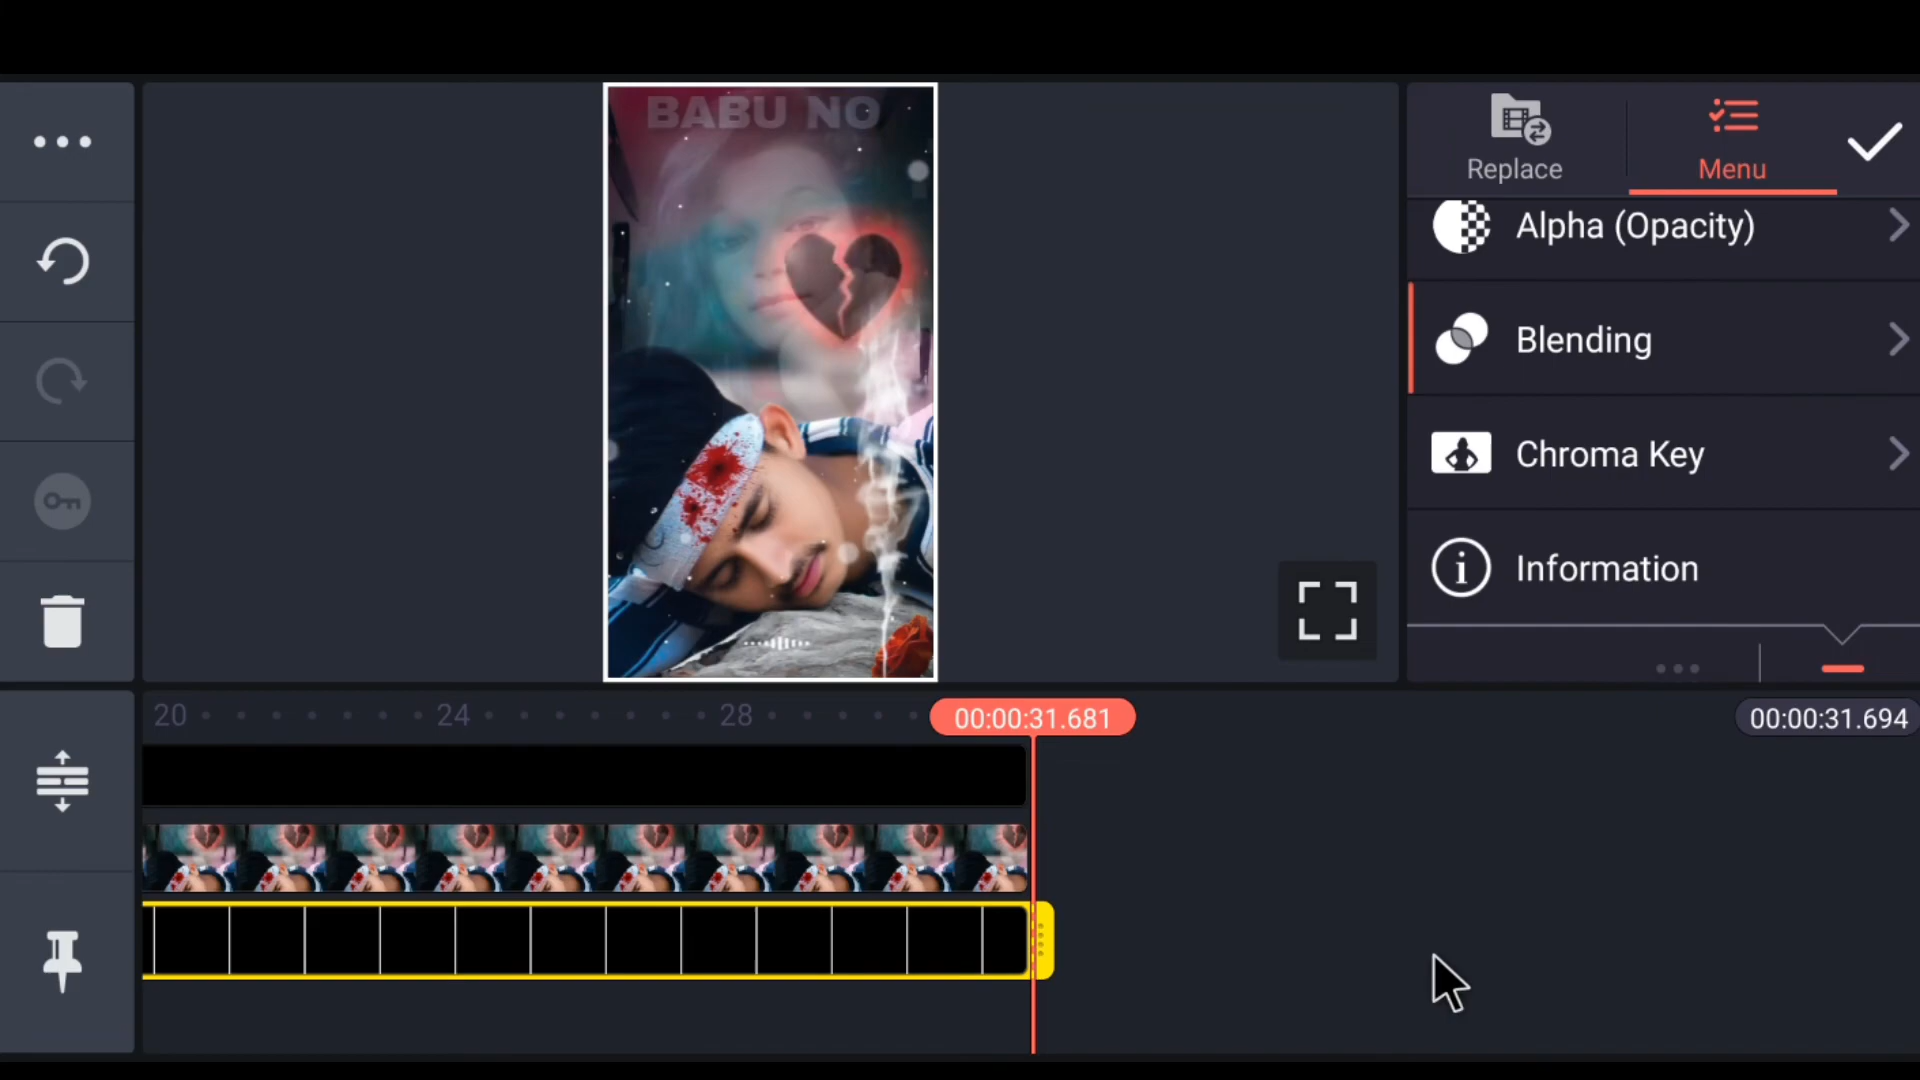 BABU NO
Replace
Menu
Alpha (Opacity)
Blending
Chroma Key
Information
20
24
28
00:00:31.681
00:00:31.694